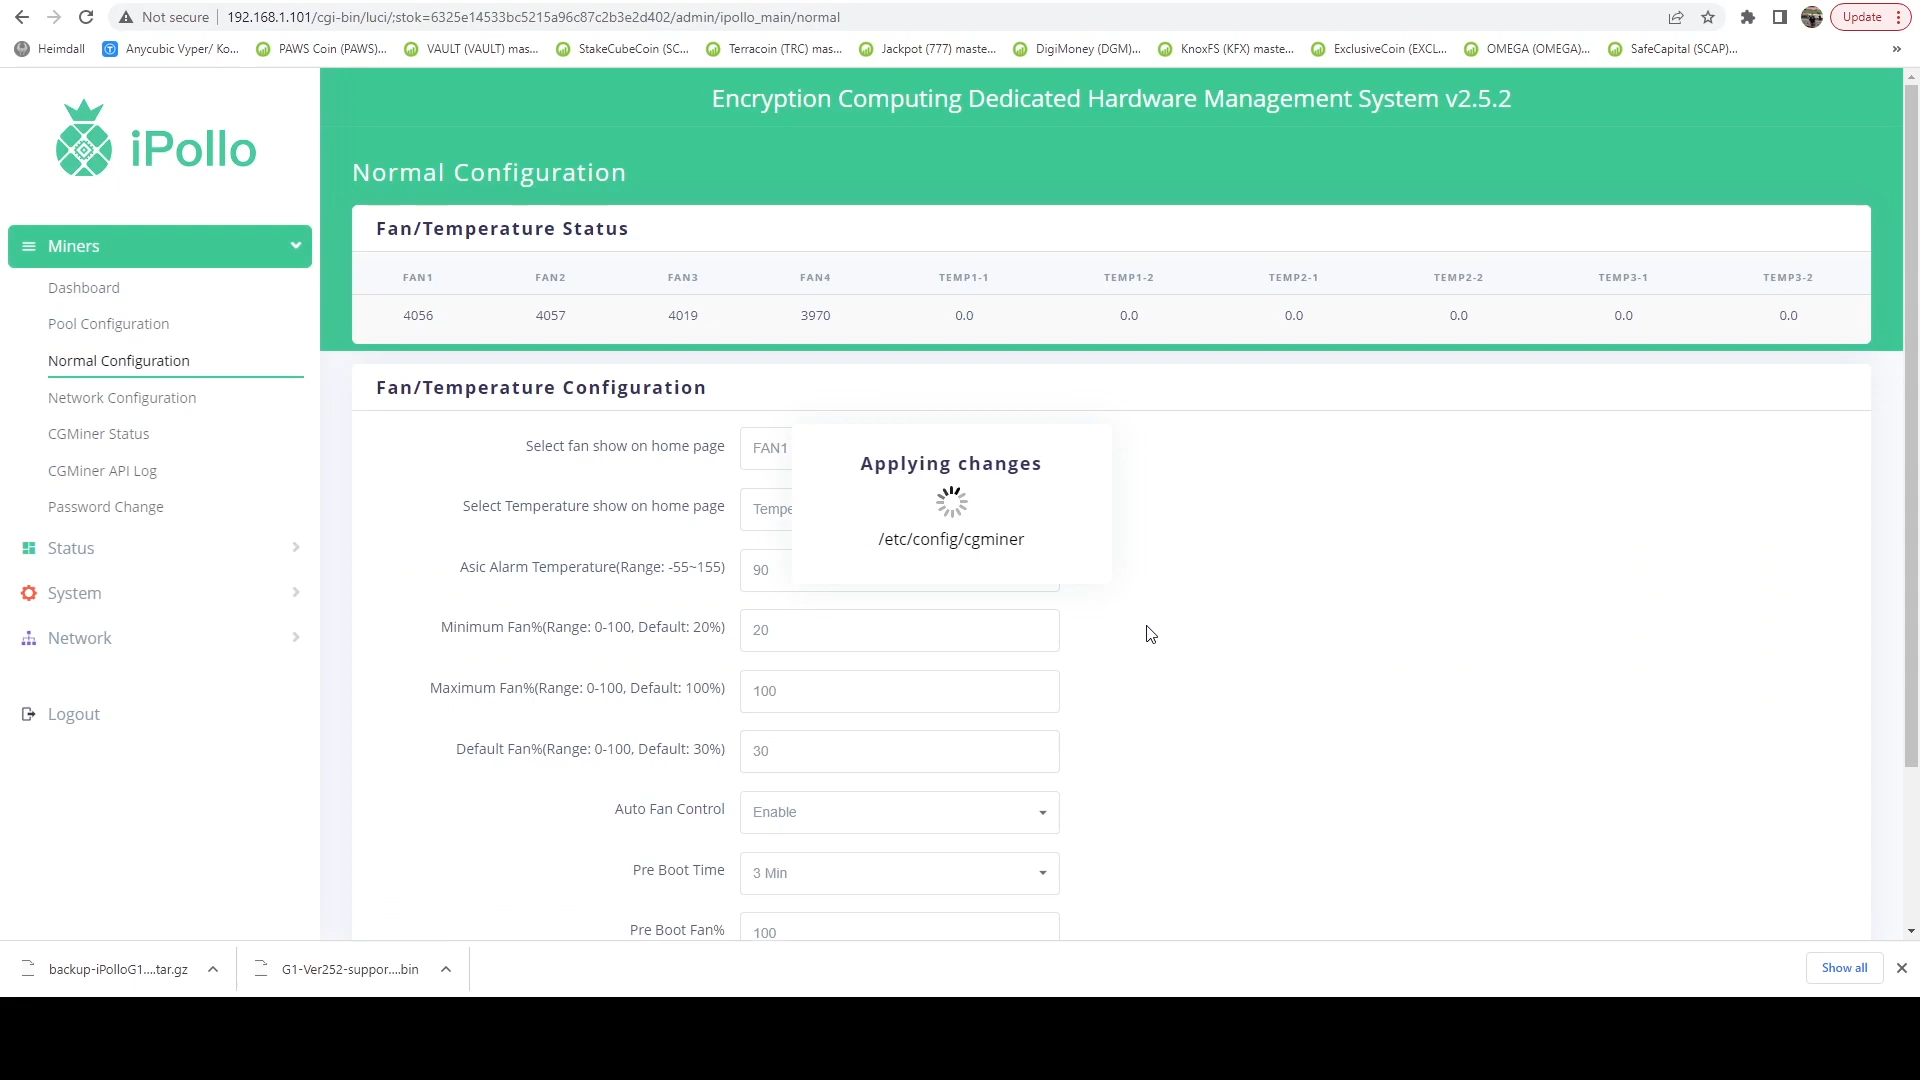 Not secure
192.168.1.101/cgi-bin/luci/;stok=6325e14533bc5215a96c87c2b3e2d402/admin/ipollo_main/normal
Update
Heimdall
Anycubic Vyper/ Ko...
PAWS Coin (PAWS)...
VAULT (VAULT) mas...
StakeCubeCoin (SC...
Terracoin (TRC) mas...
Jackpot (777) maste...
DigiMoney (DGM)...
KnoxFS (KFX) maste...
ExclusiveCoin (EXCL...
OMEGA (OMEGA)...
SafeCapital (SCAP)...
»
iPollo
Encryption Computing Dedicated Hardware Management System v2.5.2
Miners
Dashboard
Pool Configuration
Normal Configuration
Network Configuration
CGMiner Status
CGMiner API Log
Password Change
Status
System
Network
Logout
Normal Configuration
Fan/Temperature Status
FAN1 FAN2 FAN3 FAN4 TEMP1-1 TEMP1-2 TEMP2-1 TEMP2-2 TEMP3-1 TEMP3-2
4056 4057 4019 3970 0.0 0.0 0.0 0.0 0.0 0.0
Fan/Temperature Configuration
Select fan show on home page FAN1
Select Temperature show on home page Tempe
Asic Alarm Temperature(Range: -55~155) 90
Minimum Fan%(Range: 0-100, Default: 20%) 20
Maximum Fan%(Range: 0-100, Default: 100%) 100
Default Fan%(Range: 0-100, Default: 30%) 30
Auto Fan Control Enable
Pre Boot Time 3 Min
Pre Boot Fan% 100
Applying changes
/etc/config/cgminer
backup-iPolloG1....tar.gz
G1-Ver252-suppor....bin
Show all